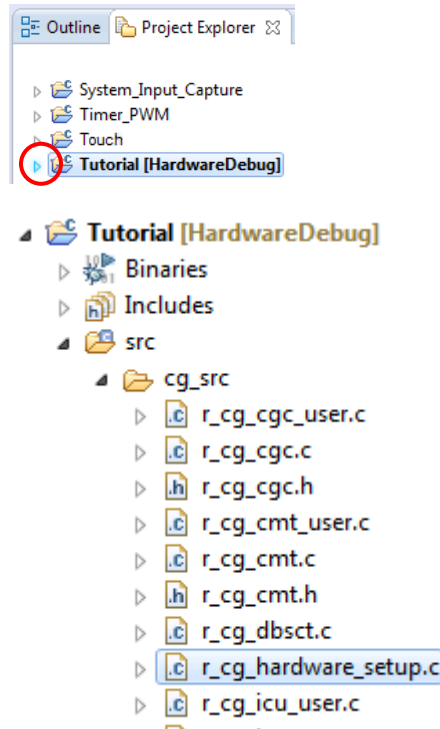 Outline Project Explorer
System_Input_Capture
Timer_PWM
Touch
Tutorial [HardwareDebug]
Tutorial [HardwareDebug]
Binaries
Includes
src
cg_src
r_cg_cgc_user.c
r_cg_cgc.c
r_cg_cgc.h
r_cg_cmt_user.c
r_cg_cmt.c
r_cg_cmt.h
r_cg_dbsct.c
r_cg_hardware_setup.c
r_cg_icu_user.c